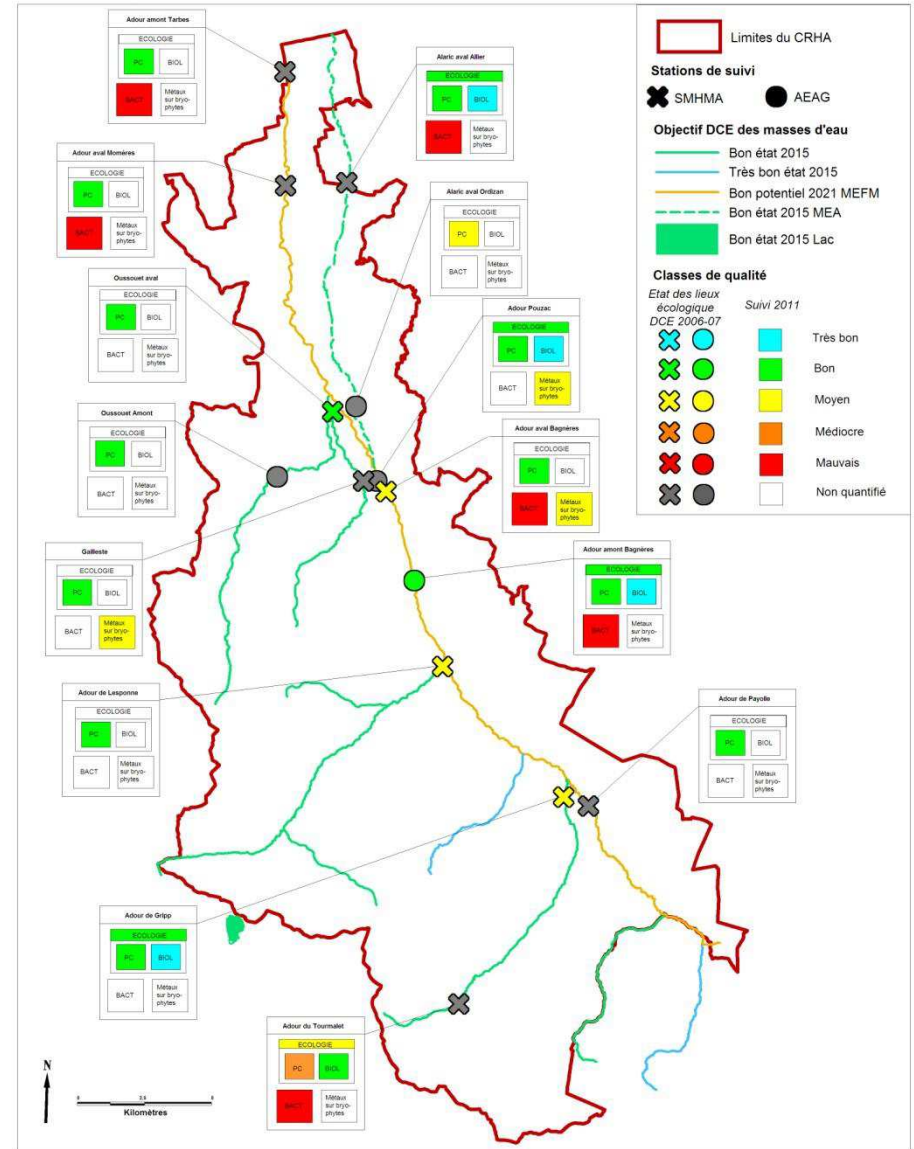 Adour amont Tarbes
ECOLOGIE
PC BIOL
BACT
Métaux
sur bryo-
phytes
Alaric aval Allier
ECOLOGIE
PC BIOL
BACT
Métaux
sur bryo-
phytes
Adour aval Momères
ECOLOGIE
PC BIOL
BACT
Métaux
sur bryo-
phytes
Alaric aval Ordizan
ECOLOGIE
PC BIOL
BACT
Métaux
sur bryo-
phytes
Oussouet aval
ECOLOGIE
PC BIOL
BACT
Métaux
sur bryo-
phytes
Adour Pouzac
ECOLOGIE
PC BIOL
BACT
Métaux
sur bryo-
phytes
Oussouet Amont
ECOLOGIE
PC BIOL
BACT
Métaux
sur bryo-
phytes
Adour aval Bagnères
ECOLOGIE
PC BIOL
BACT
Métaux
sur bryo-
phytes
Gailleste
ECOLOGIE
PC BIOL
BACT
Métaux
sur bryo-
phytes
Adour amont Bagnères
ECOLOGIE
PC BIOL
BACT
Métaux
sur bryo-
phytes
Adour de Lesponne
ECOLOGIE
PC BIOL
BACT
Métaux
sur bryo-
phytes
Adour de Payolle
ECOLOGIE
PC BIOL
BACT
Métaux
sur bryo-
phytes
Adour de Gripp
ECOLOGIE
PC BIOL
BACT
Métaux
sur bryo-
phytes
Adour du Tourmalet
ECOLOGIE
PC BIOL
BACT
Métaux
sur bryo-
phytes
Limites du CRHA
Stations de suivi
SMHMA AEAG
Objectif DCE des masses d'eau
Bon état 2015
Très bon état 2015
Bon potentiel 2021 MEFM
Bon état 2015 MEA
Bon état 2015 Lac
Classes de qualité
Etat des lieux
écologique
DCE 2006-07
Suivi 2011
Très bon
Bon
Moyen
Médiocre
Mauvais
Non quantifié
N
Kilomètres